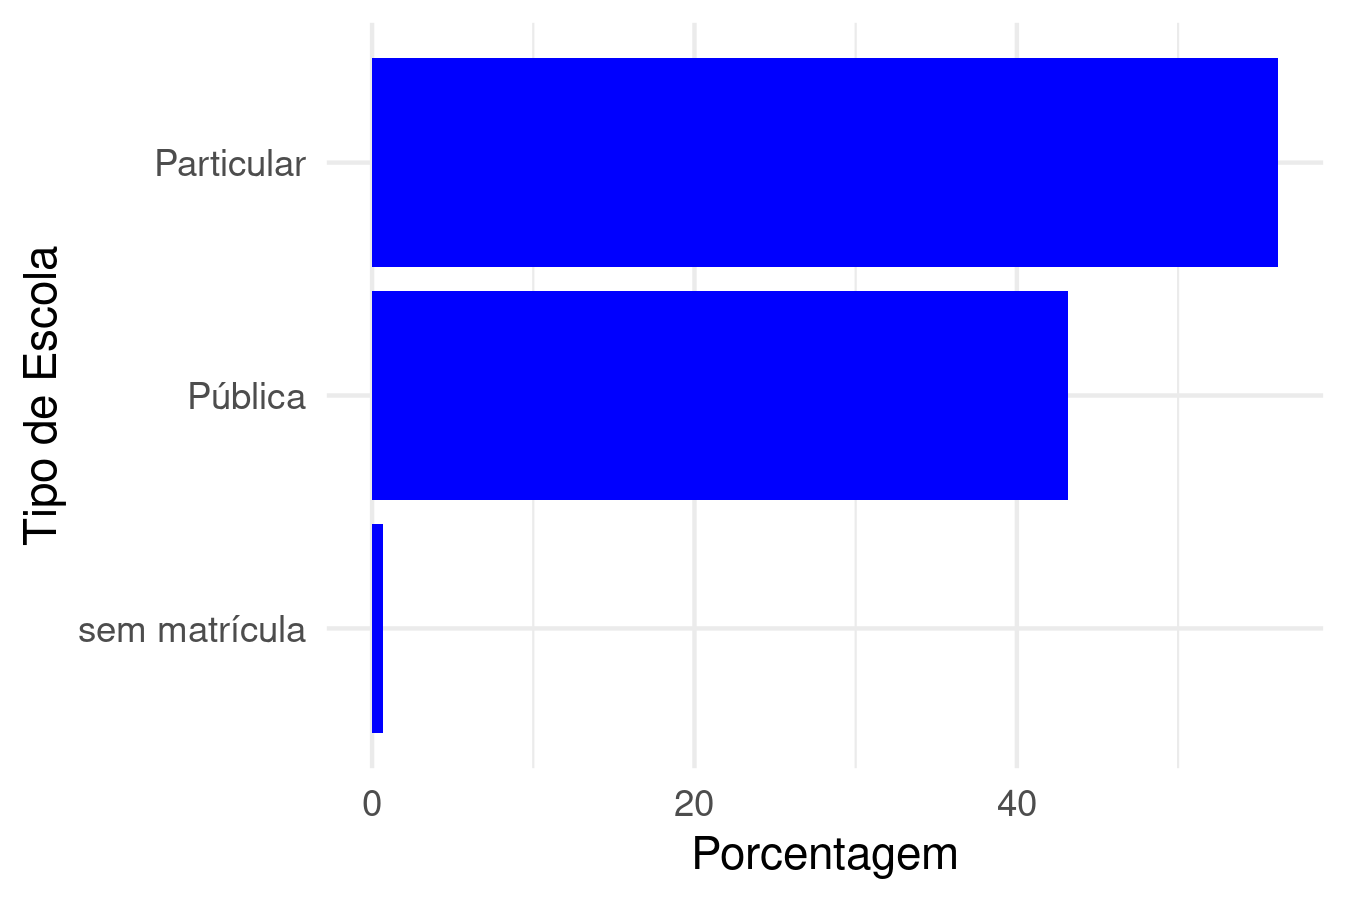 Tipo de Escola
Particular
Pública
sem matrícula
0 20 40
Porcentagem